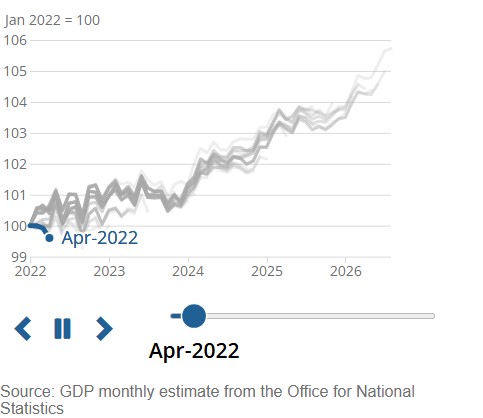 Jan 2022 = 100
106
105
104
103
102
101
100
99
Apr-2022
2022 2023 2024 2025 2026
Apr-2022
Source: GDP monthly estimate from the Office for National
Statistics